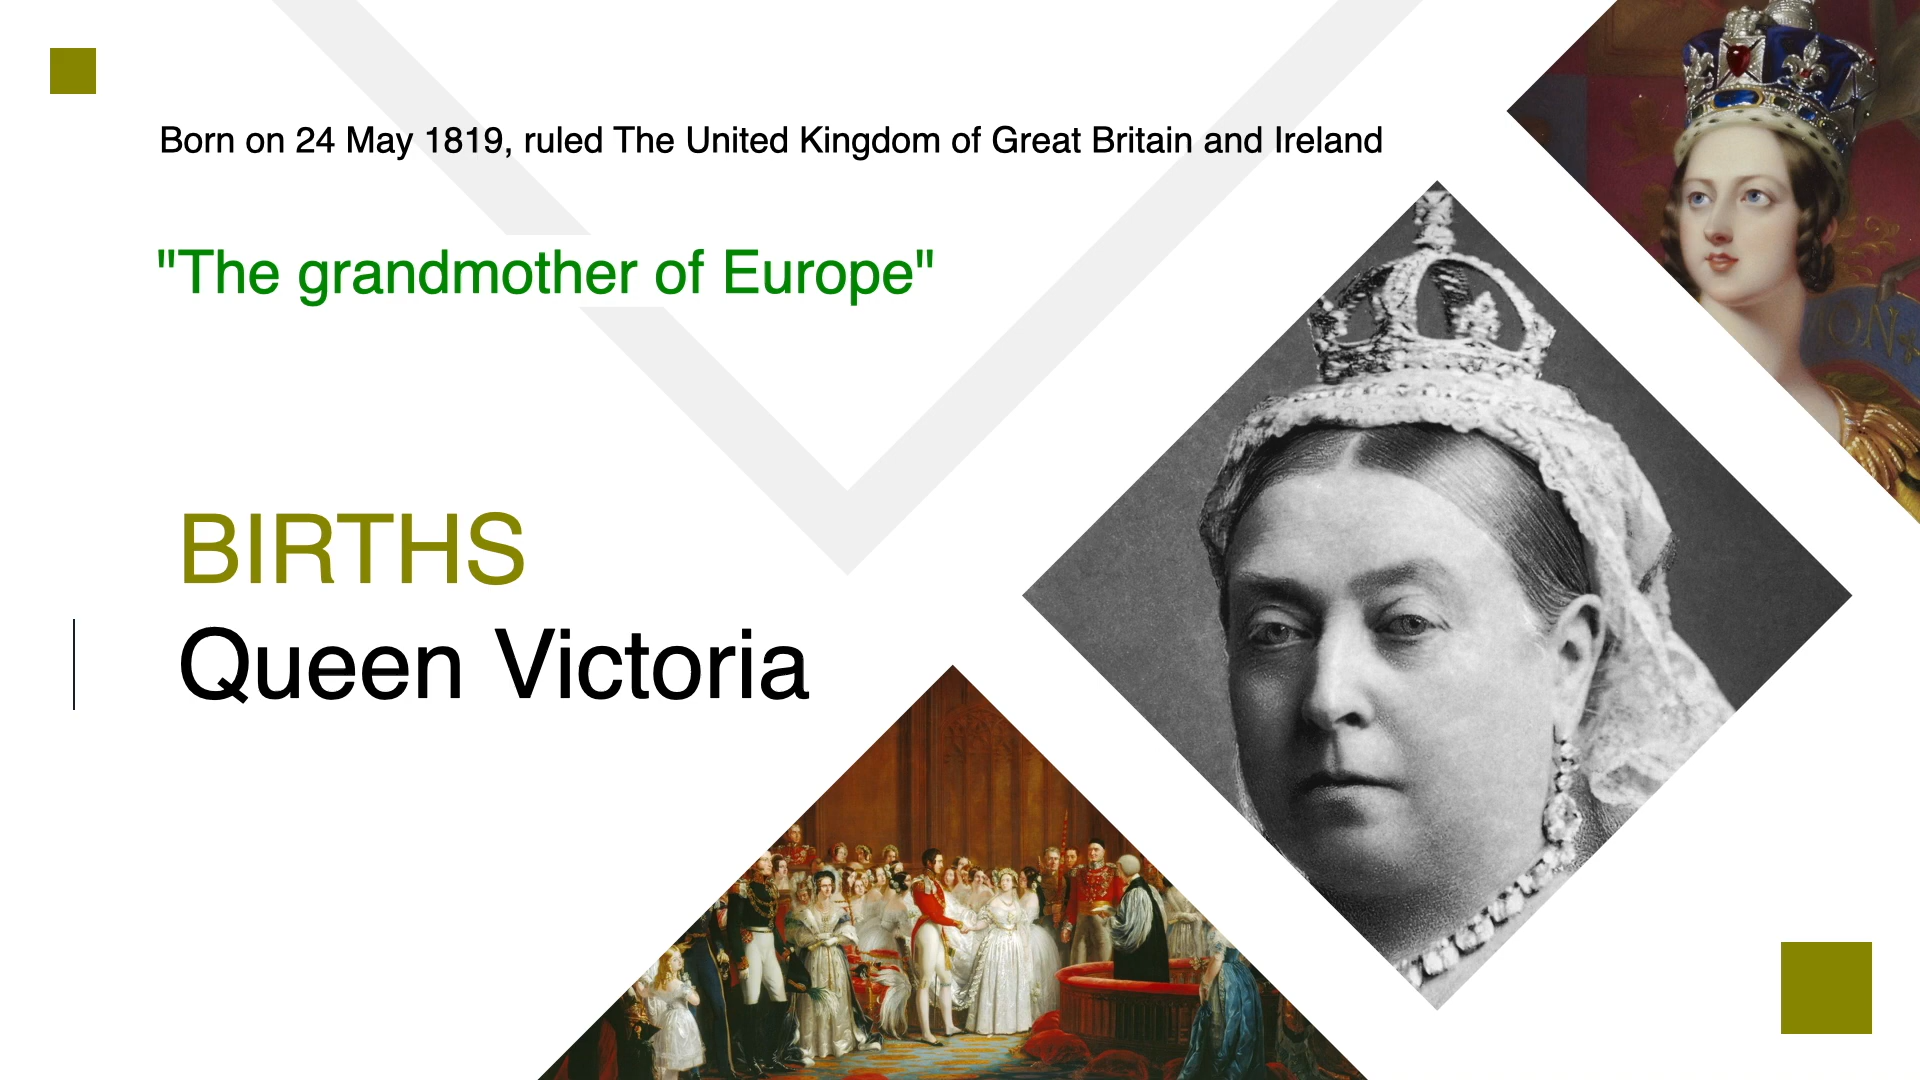 Born on 24 May 1819, ruled The United Kingdom of Great Britain and Ireland
"The grandmother of Europe"
BIRTHS
Queen Victoria